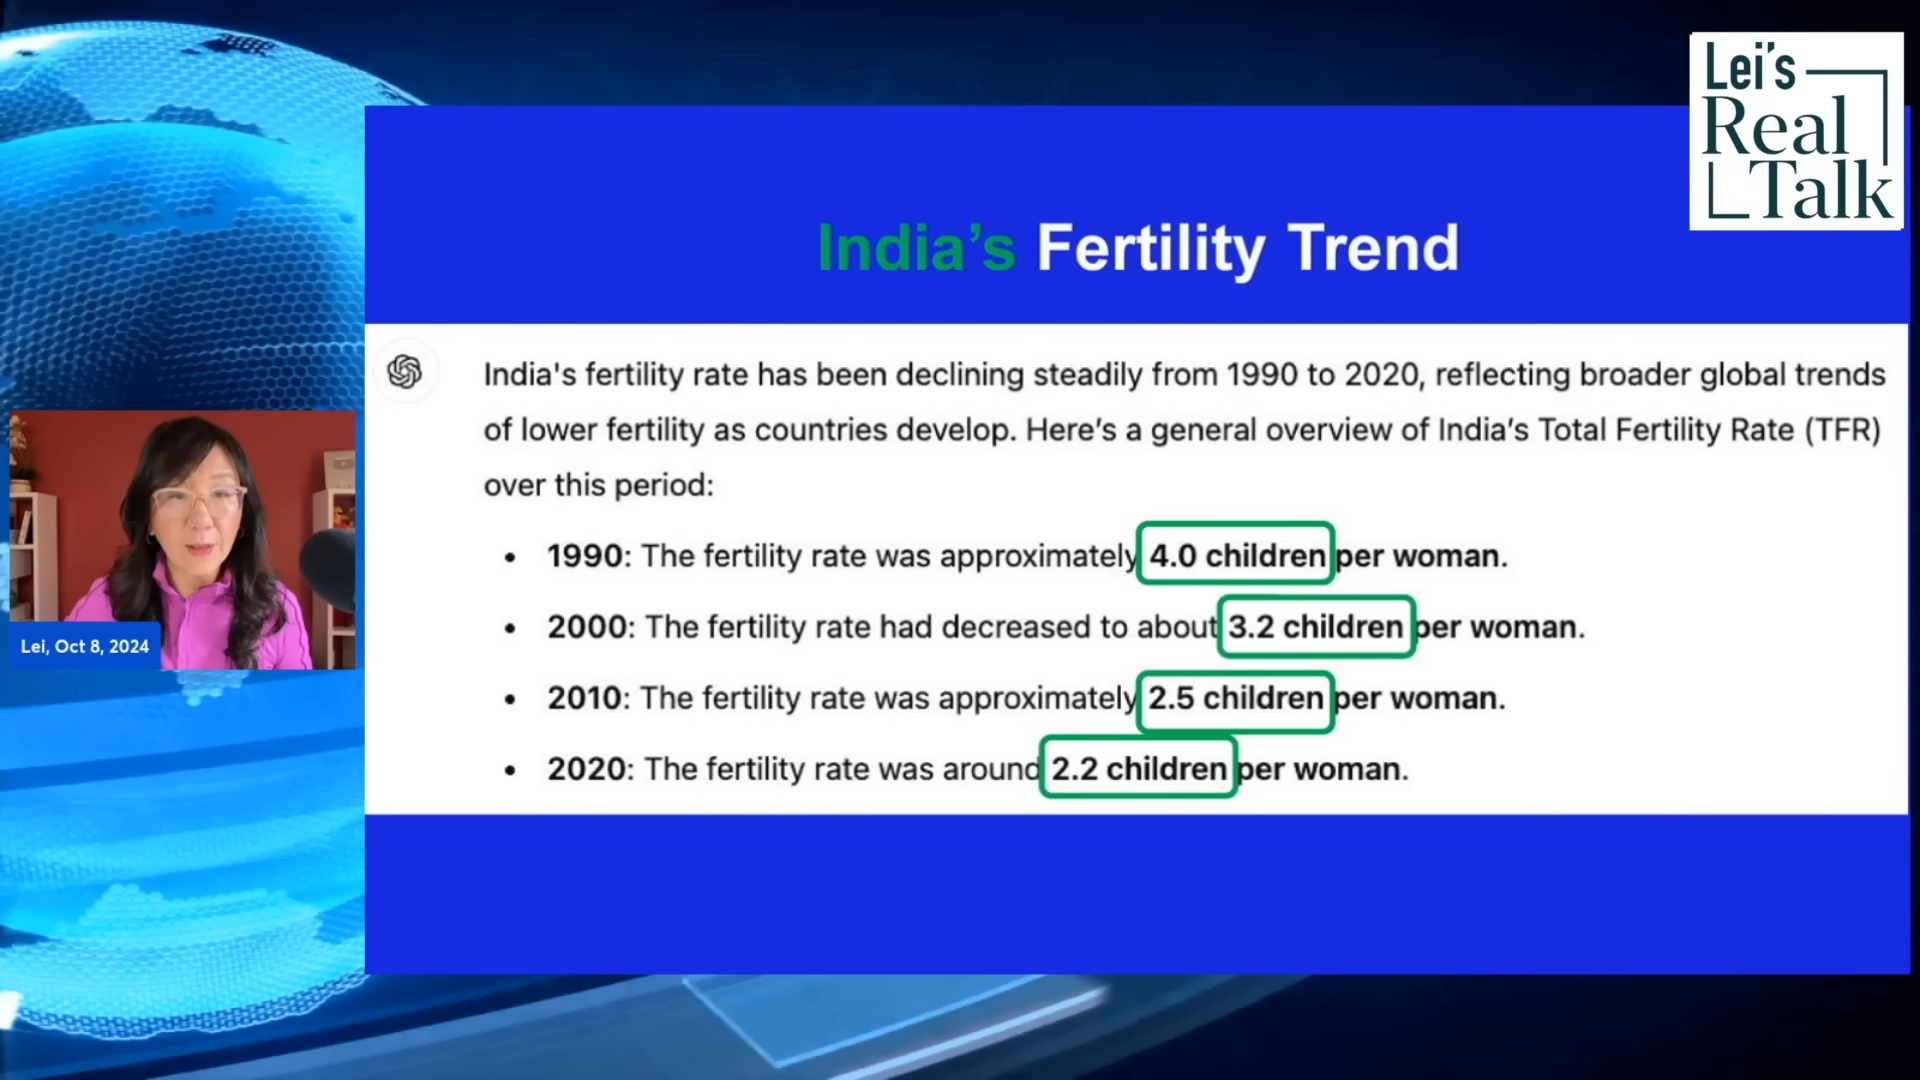 Lei's
Real
Talk
India's Fertility Trend
India's fertility rate has been declining steadily from 1990 to 2020, reflecting broader global trends
of lower fertility as countries develop. Here's a general overview of India's Total Fertility Rate (TFR)
over this period:
• 1990: The fertility rate was approximately 4.0 children per woman.
• 2000: The fertility rate had decreased to about 3.2 children per woman.
• 2010: The fertility rate was approximately 2.5 children per woman.
• 2020: The fertility rate was around 2.2 children per woman.
Lei, Oct 8, 2024